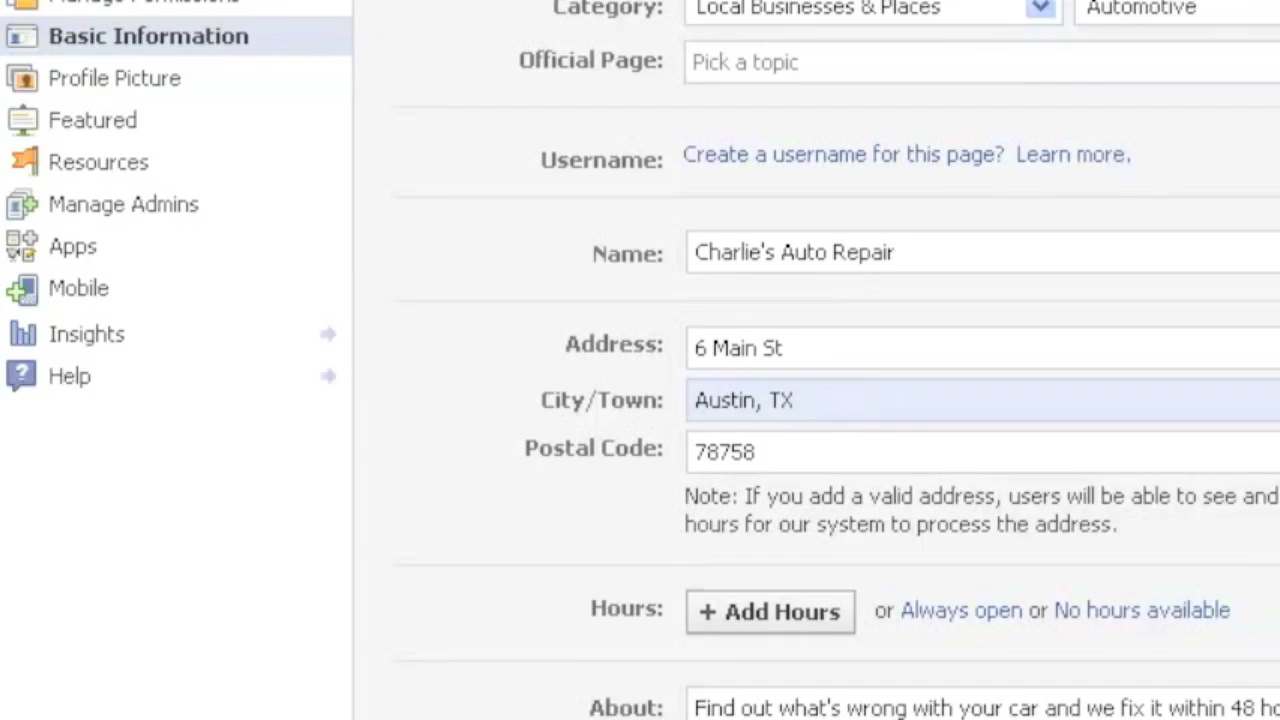 Manage Permissions
Category: Local Businesses & Places Automotive
Basic Information
Official Page: Pick a topic
Profile Picture
Featured
Username: Create a username for this page? Learn more.
Resources
Manage Admins
Name: Charlie's Auto Repair
Apps
Mobile
Insights
Address: 6 Main St
Help
City/Town: Austin, TX
Postal Code: 78758
Note: If you add a valid address, users will be able to see and
hours for our system to process the address.
Hours: + Add Hours or Always open or No hours available
About: Find out what's wrong with your car and we fix it within 48